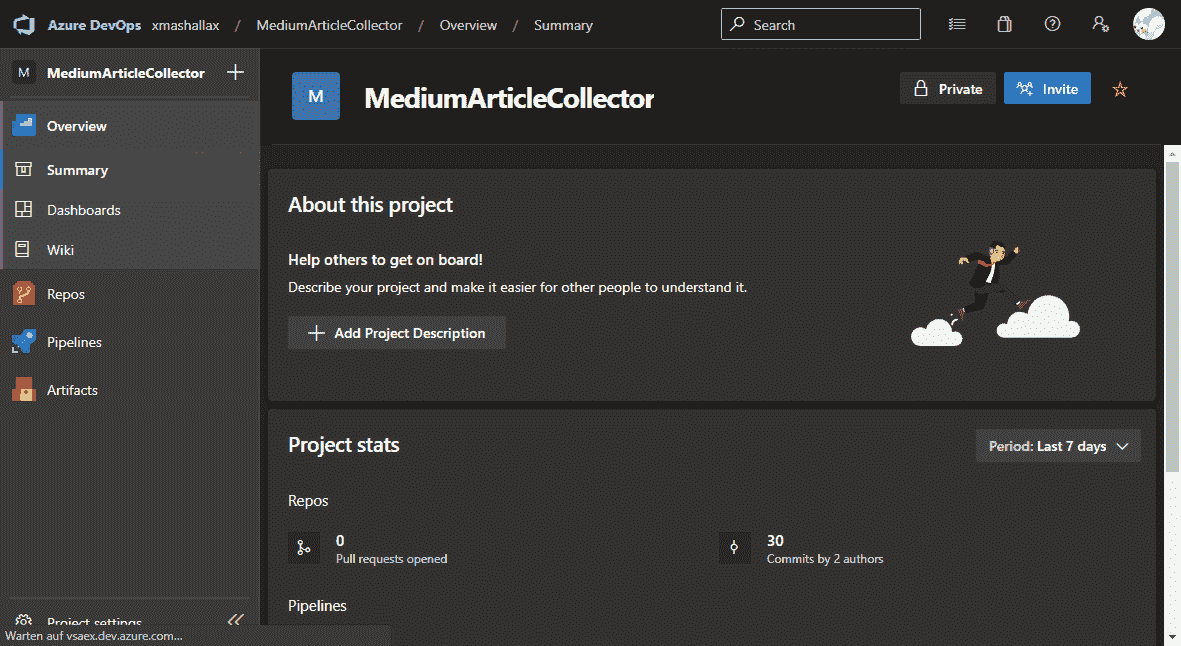 Azure DevOps xmashallax / MediumArticleCollector / Overview / Summary Search
M MediumArticleCollector
Overview
Summary
Dashboards
Wiki
Repos
Pipelines
Artifacts
Project settings
Warten auf vsaex.dev.azure.com...
M MediumArticleCollector Private Invite
About this project
Help others to get on board!
Describe your project and make it easier for other people to understand it.
Add Project Description
Project stats Period: Last 7 days
Repos
0 30
Pull requests opened Commits by 2 authors
Pipelines